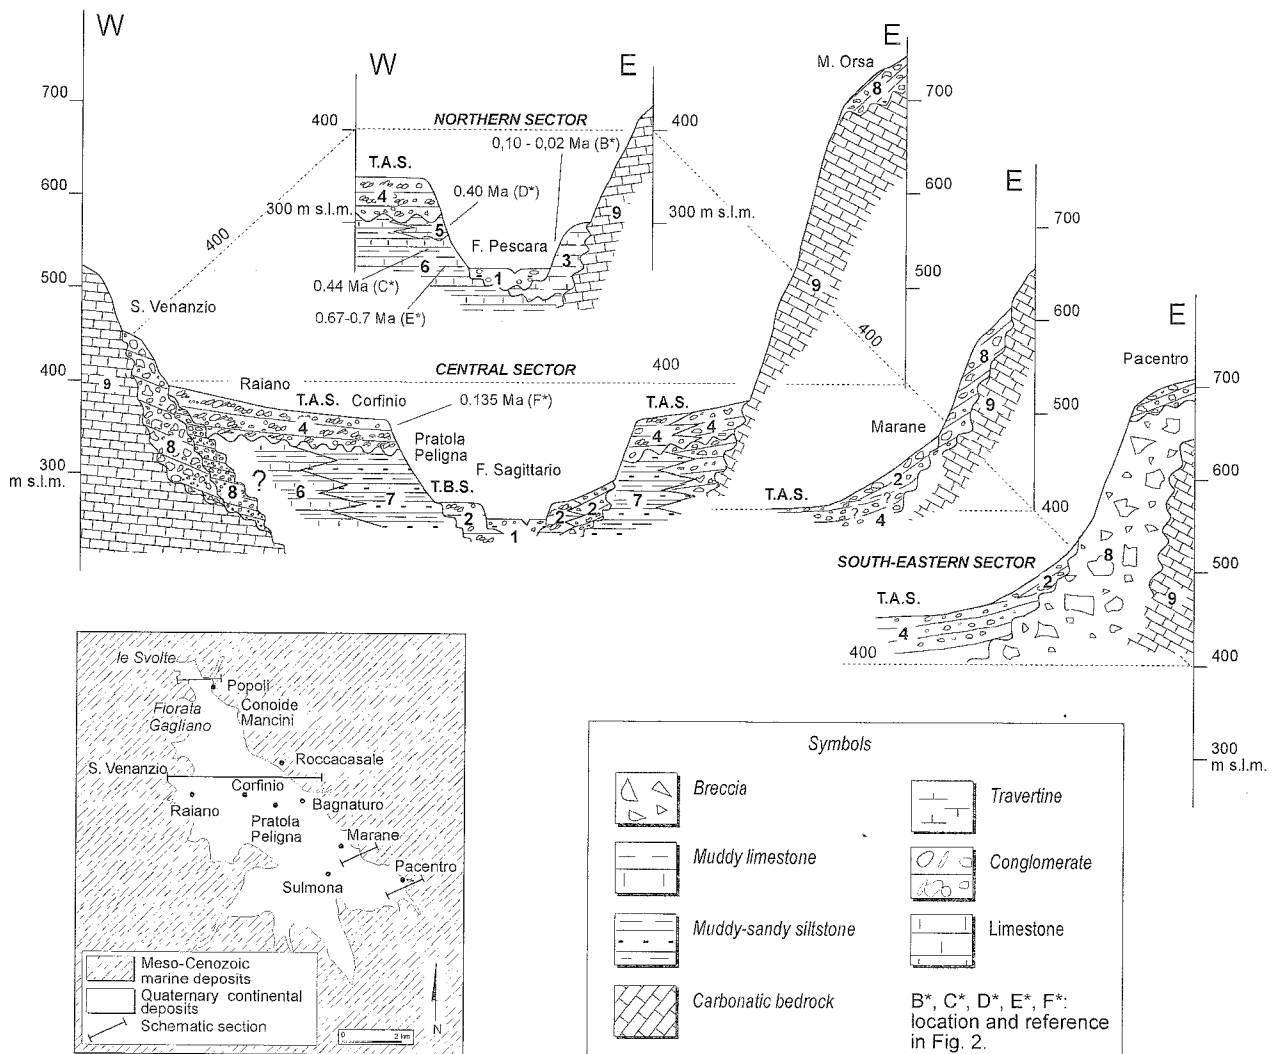 W
E
M. Orsa
8
700
600
500
9
W
E
400
NORTHERN SECTOR
400
0,10 - 0,02 Ma (B*)
T.A.S.
0.40 Ma (D*)
4
300 m s.l.m.
5
F. Pescara
9
300 m s.l.m.
6
3
1
0.44 Ma (C*)
0.67-0.7 Ma (E*)
700
600
400
500
S. Venanzio
400
9
300
m s.l.m.
CENTRAL SECTOR
400
Raiano
T.A.S. Corfinio
0.135 Ma (F*)
T.A.S.
4
4
4
Pratola
Peligna
8
8
?
6
7
F. Sagittario
T.B.S.
2
1
2
2
7
400
E
700
600
500
400
8
9
Marane
2
T.A.S.
?
?
4
E
Pacentro
700
600
500
400
300
m s.l.m.
8
9
SOUTH-EASTERN SECTOR
2
T.A.S.
4
400
le Svolte
Popoli
Fiorata
Gagliano
Conoide
Mancini
Roccacasale
S. Venanzio
Corfinio
Raiano
Bagnaturo
Pratola
Peligna
Marane
Pacentro
Sulmona
Meso-Cenozoic
marine deposits
Quaternary continental
deposits
Schematic section
0
2 km
N
Symbols
Breccia
Travertine
Muddy limestone
Conglomerate
Muddy-sandy siltstone
Limestone
Carbonatic bedrock
B*, C*, D*, E*, F*:
location and reference
in Fig. 2.